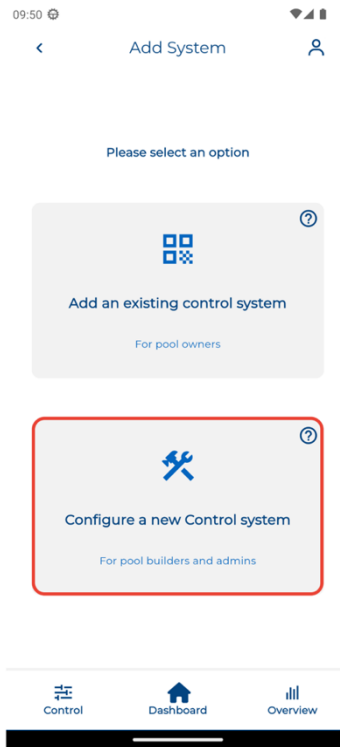 09:50
Add System
Please select an option
Add an existing control system
For pool owners
Configure a new Control system
For pool builders and admins
Control
Dashboard
Overview